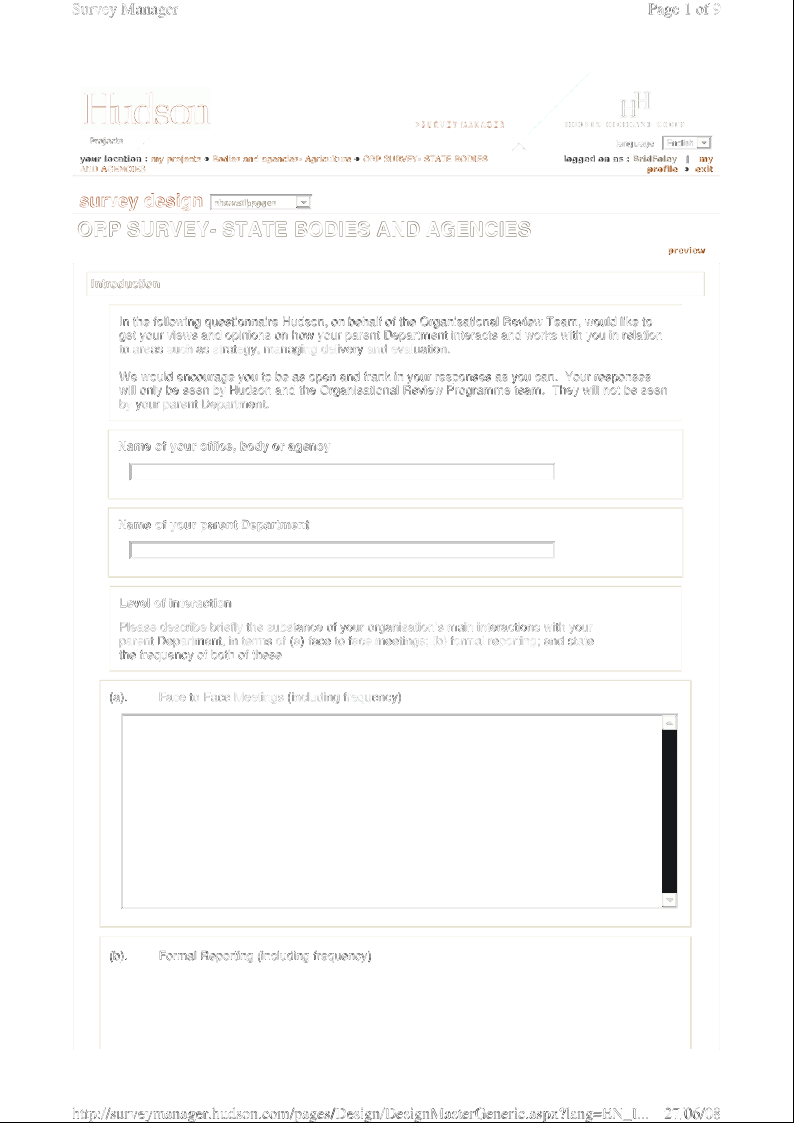 Survey Manager
Page 1 of 9
Hudson
SURVEY MANAGER
HUDSON HIGHLAND GROUP
Projects
Language English
your location : my projects • Bodies and agencies- Agriculture • ORP SURVEY- STATE BODIES
AND AGENCIES
logged on as : BridFoley | my
profile • exit
survey design
ORP SURVEY- STATE BODIES AND AGENCIES
preview
Introduction
In the following questionnaire Hudson, on behalf of the Organisational Review Team, would like to
get your views and opinions on how your parent Department interacts and works with you in relation
to areas such as strategy, managing delivery and evaluation.
We would encourage you to be as open and frank in your responses as you can. Your responses
will only be seen by Hudson and the Organisational Review Programme team. They will not be seen
by your parent Department.
Name of your office, body or agency
Name of your parent Department
Level of interaction
Please describe briefly the substance of your organisation's main interactions with your
parent Department, in terms of (a) face to face meetings; (b) formal reporting; and state
the frequency of both of these
(a). Face to Face Meetings (including frequency)
(b). Formal Reporting (including frequency)
http://surveymanager.hudson.com/pages/Design/DesignMasterGeneric.aspx?lang=EN_I... 27/06/08